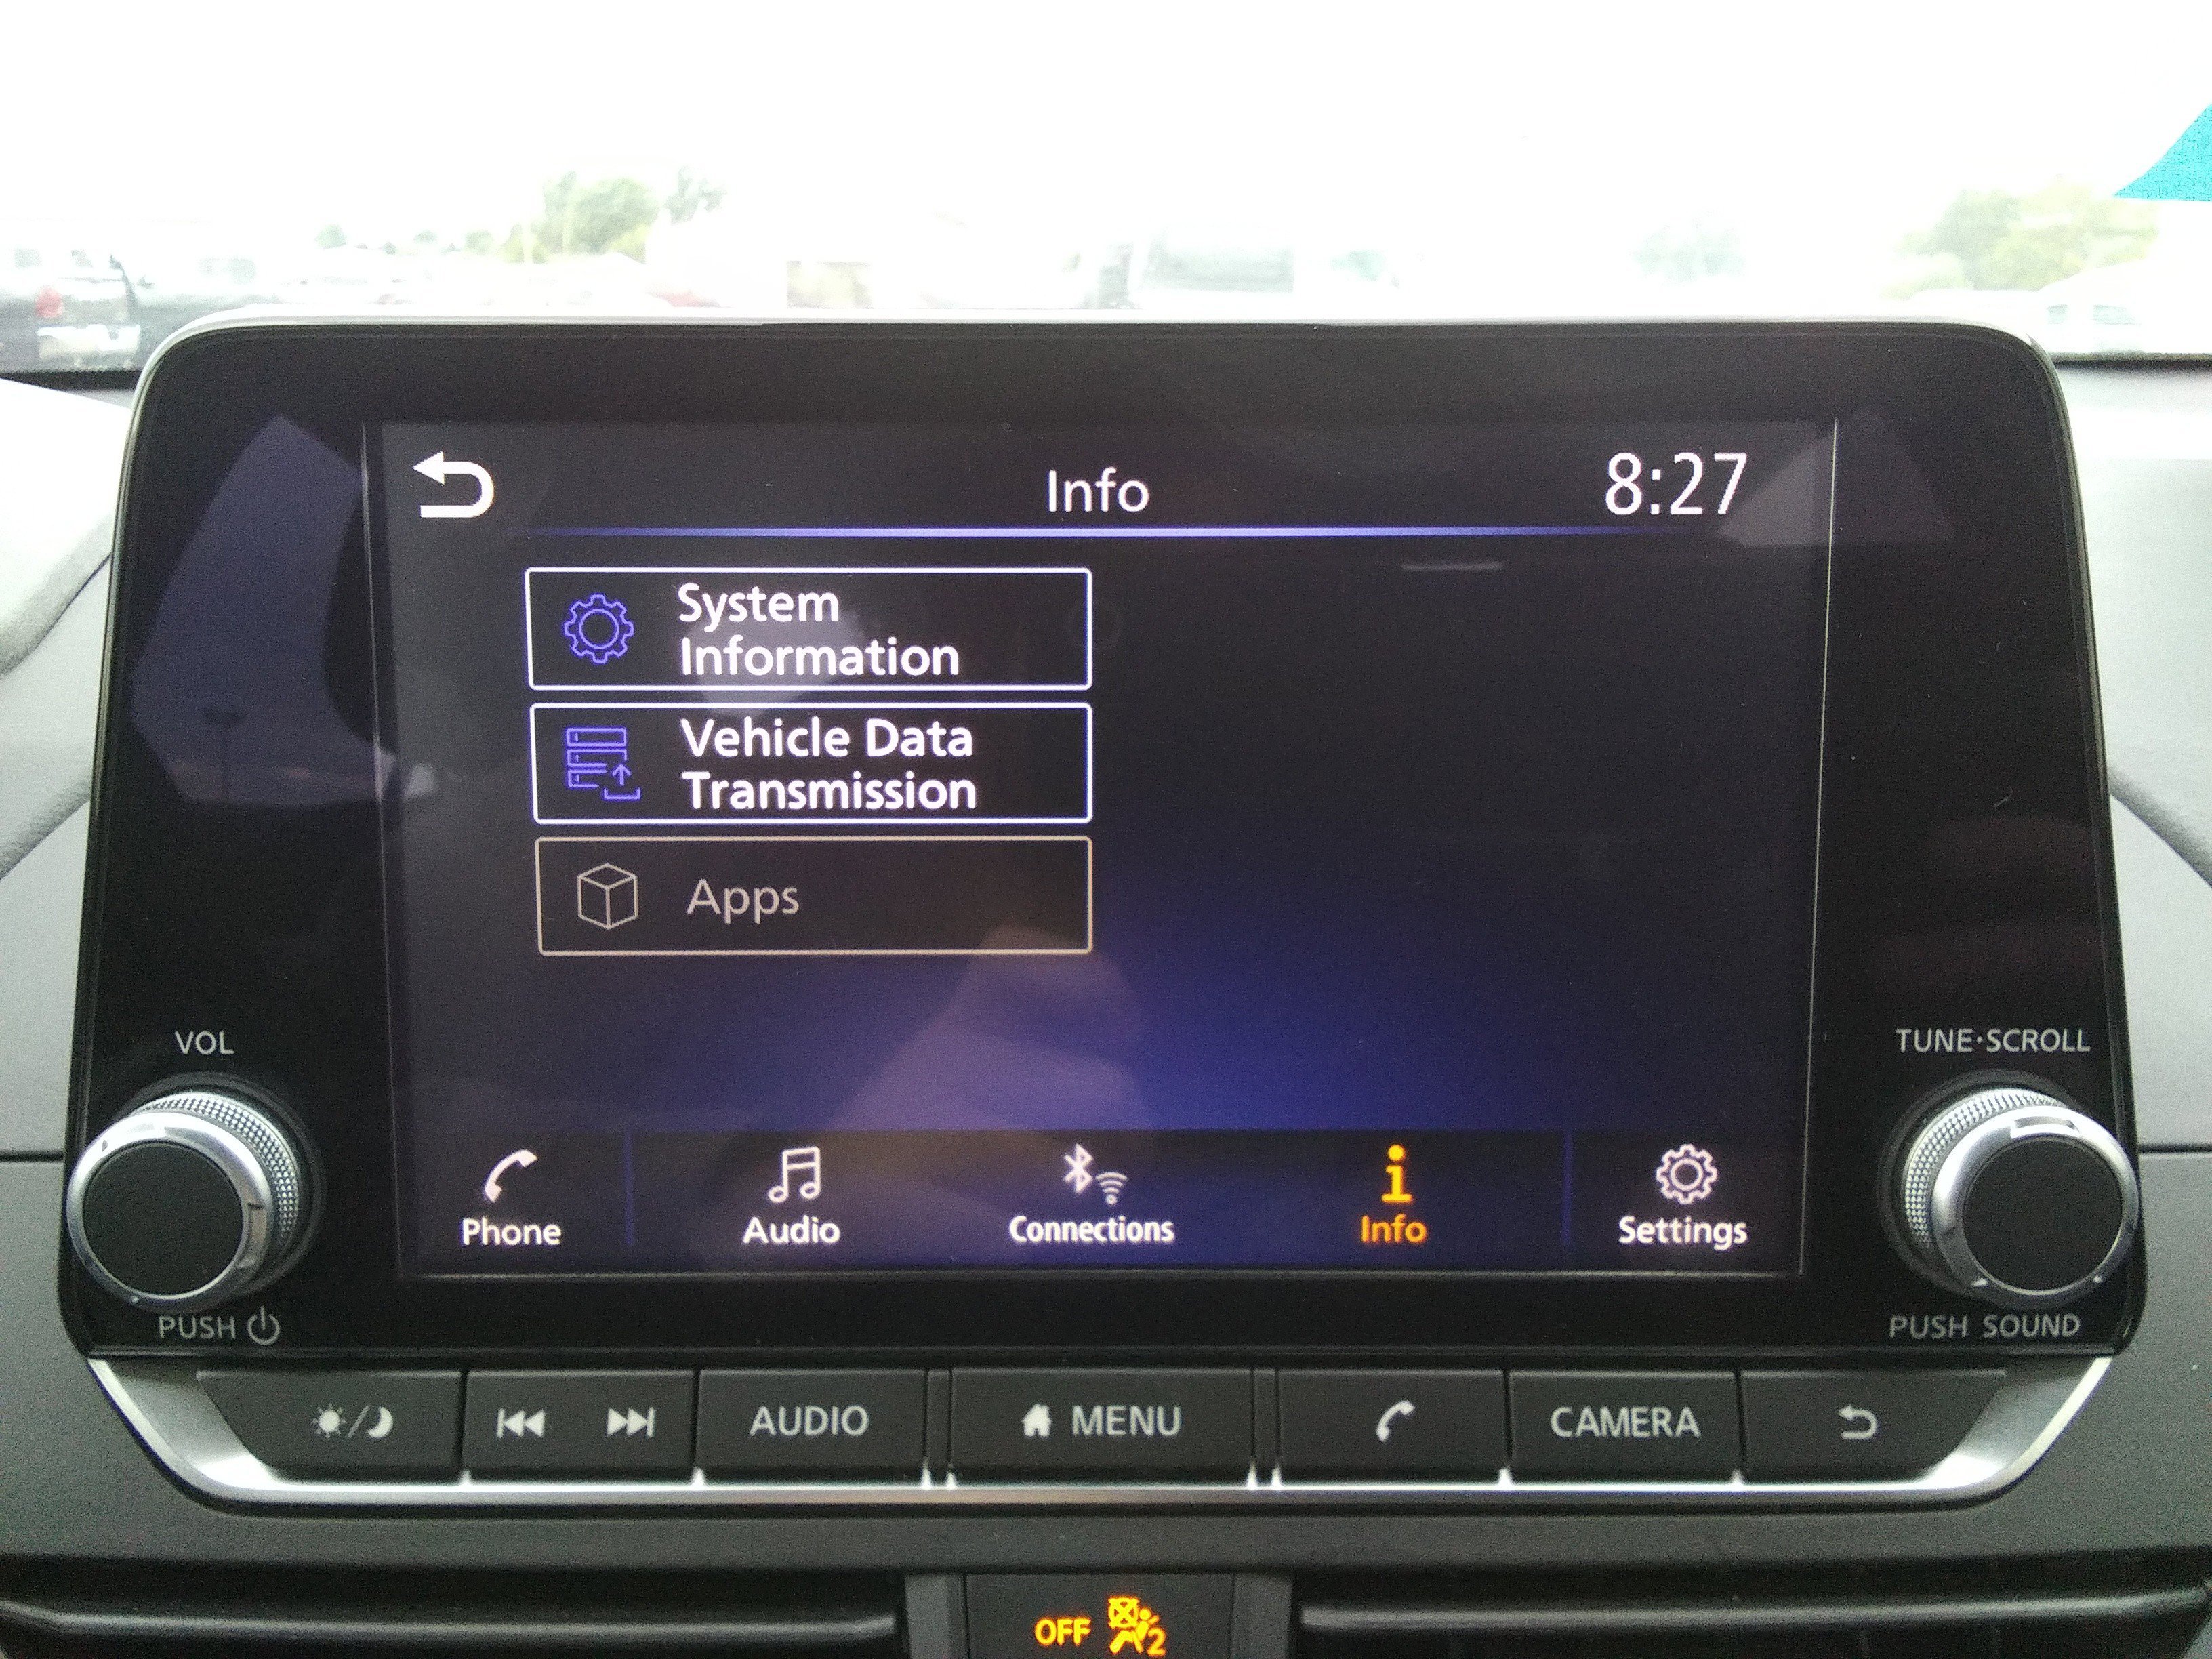 Info
8:27
System
Information
Vehicle Data
Transmission
Apps
VOL
TUNE·SCROLL
Phone
Audio
Connections
Info
Settings
PUSH
PUSH SOUND
AUDIO
MENU
CAMERA
OFF
2